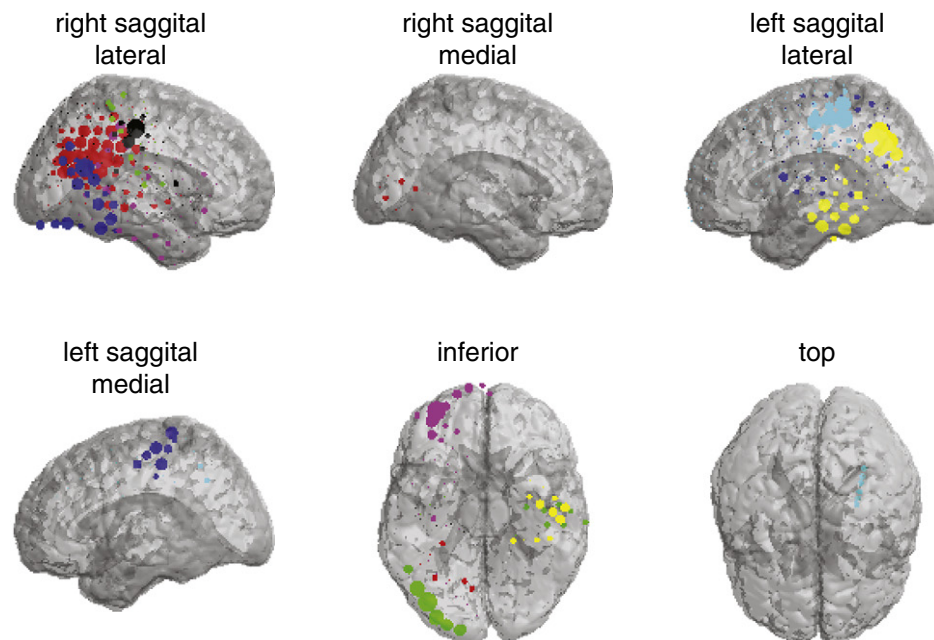 right saggital
lateral
right saggital
medial
left saggital
lateral
left saggital
medial
inferior
top